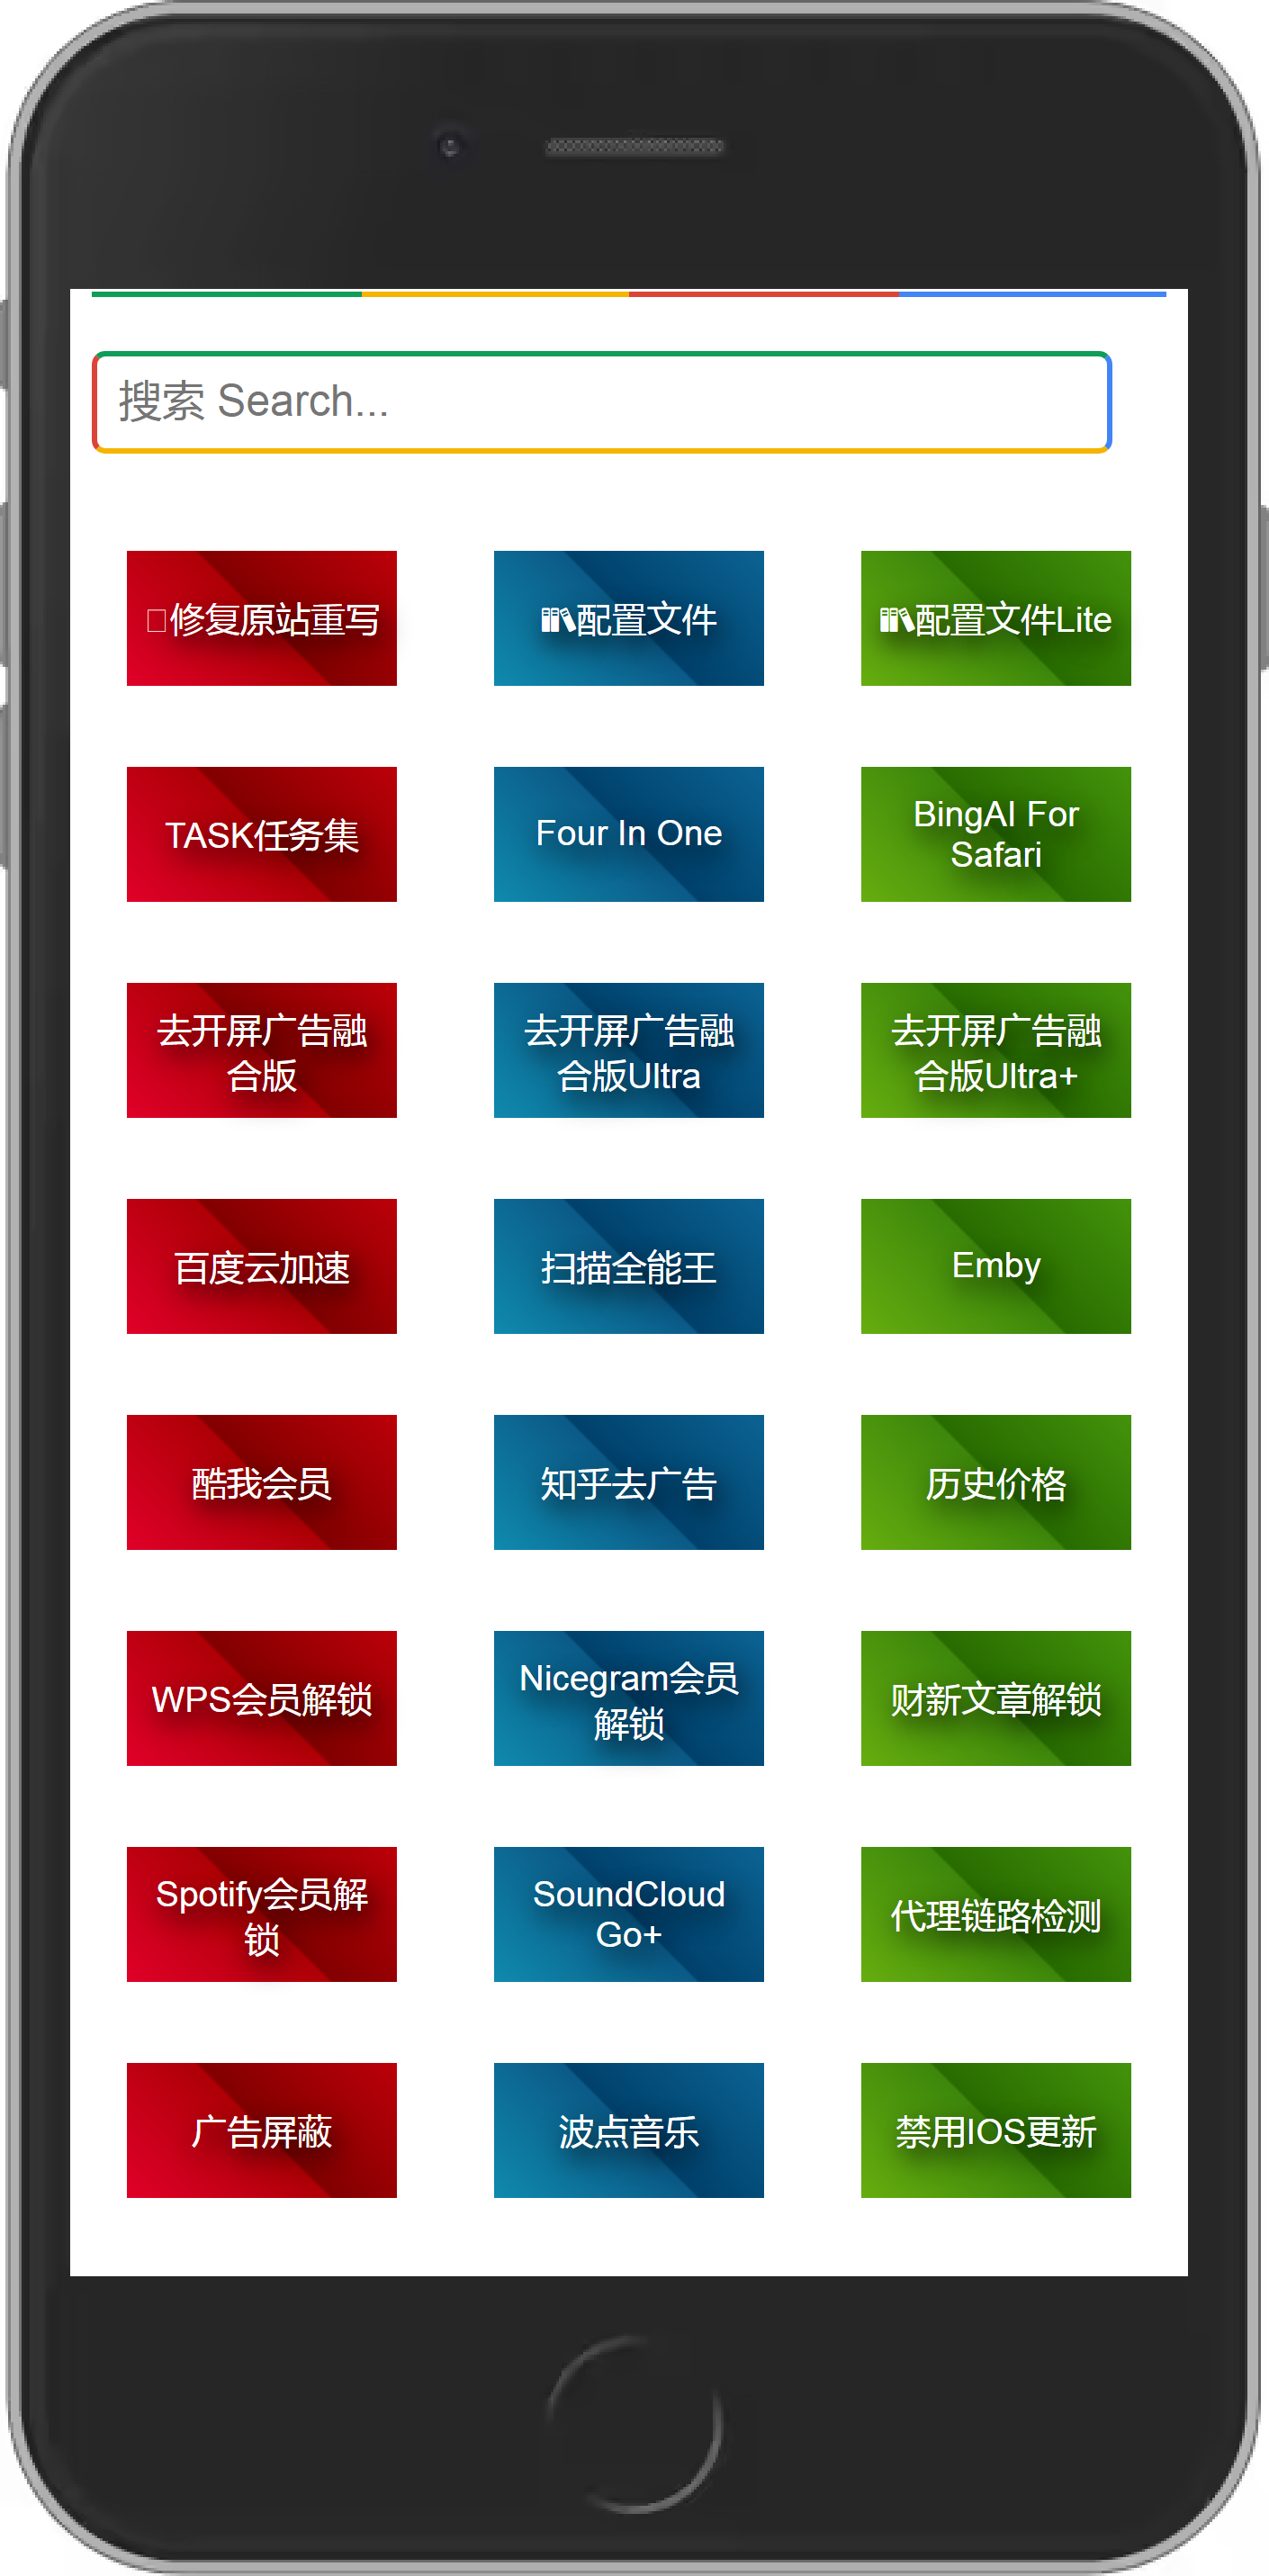 搜索 Search...
修复原站重写
配置文件
配置文件Lite
TASK任务集
Four In One
BingAI For
Safari
去开屏广告融
合版
去开屏广告融
合版Ultra
去开屏广告融
合版Ultra+
百度云加速
扫描全能王
Emby
酷我会员
知乎去广告
历史价格
WPS会员解锁
Nicegram会员
解锁
财新文章解锁
Spotify会员解
锁
SoundCloud
Go+
代理链路检测
广告屏蔽
波点音乐
禁用IOS更新